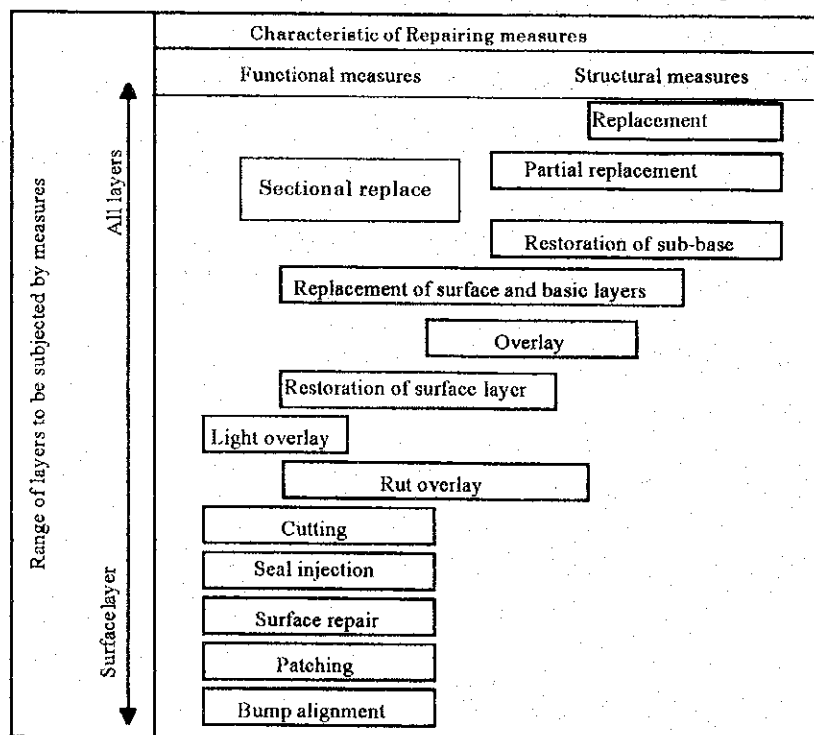 Characteristic of Repairing measures
Functional measures
Structural measures
Range of layers to be subjected by measures
All layers
Surfacelayer
Replacement
Partial replacement
Sectional replace
Restoration of sub-base
Replacement of surface and basic layers
Overlay
Restoration of surface layer
Light overlay
Rut overlay
Cutting
Seal injection
Surface repair
Patching
Bump alignment